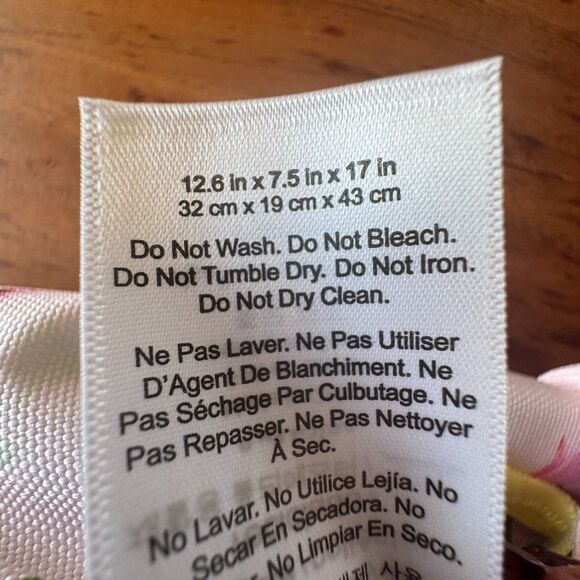 12.6 in x 7.5 in x 17 in
32 cm x 19 cm x 43 cm
Do Not Wash. Do Not Bleach.
Do Not Tumble Dry. Do Not Iron.
Do Not Dry Clean.
Ne Pas Laver. Ne Pas Utiliser
D'Agent De Blanchiment. Ne
Pas Séchage Par Culbutage. Ne
Pas Repasser. Ne Pas Nettoyer
À Sec.
No Lavar. No Utilice Lejía. No
Secar En Secadora. No
No Limpiar En Seco.
사용